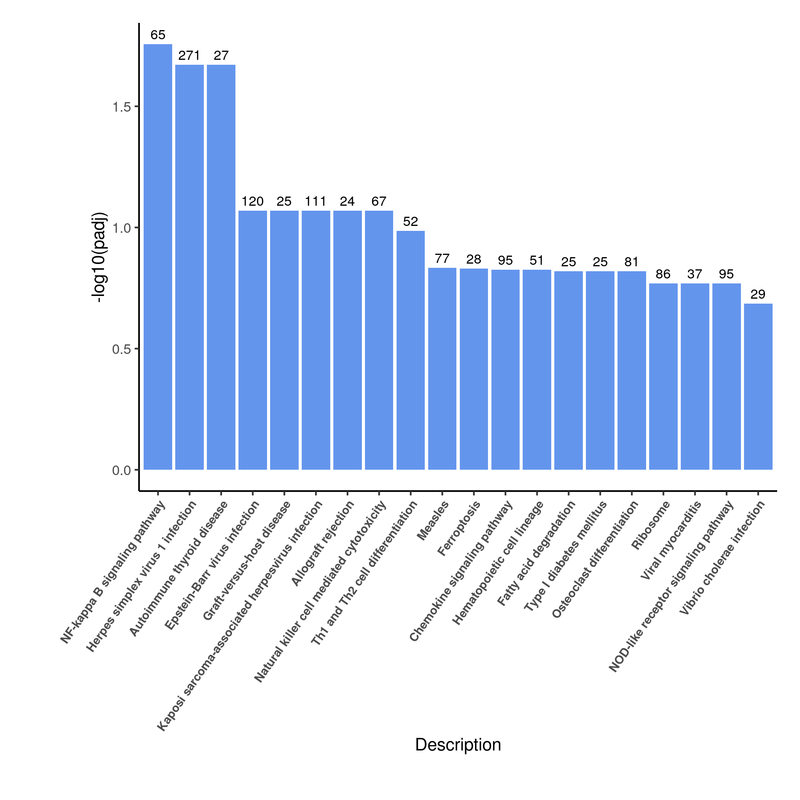 65
271
27
120
25
111
24
67
52
77
28
95
51
25
25
81
86
37
95
29
-log10(padj)
1.5
1.0
0.5
0.0
NF-kappa B signaling pathway
Herpes simplex virus 1 infection
Autoimmune thyroid disease
Epstein-Barr virus infection
Graft-versus-host disease
Kaposi sarcoma-associated herpesvirus infection
Allograft rejection
Natural killer cell mediated cytotoxicity
Th1 and Th2 cell differentiation
Measles
Ferroptosis
Chemokine signaling pathway
Hematopoietic cell lineage
Fatty acid degradation
Type I diabetes mellitus
Osteoclast differentiation
Ribosome
Viral myocarditis
NOD-like receptor signaling pathway
Vibrio cholerae infection
Description